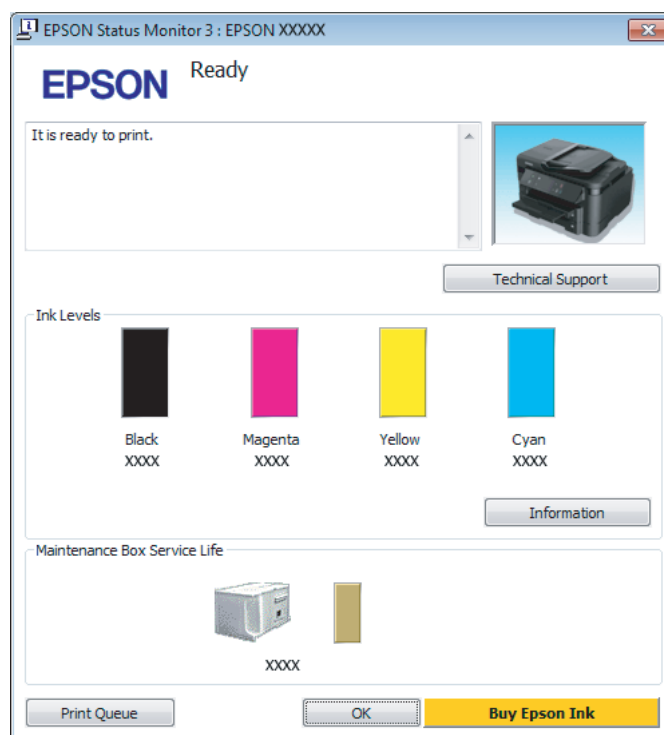 EPSON Status Monitor 3 : EPSON XXXXX
EPSON
Ready
It is ready to print.
Technical Support
Ink Levels
Black Magenta Yellow Cyan
XXXX XXXX XXXX XXXX
Information
Maintenance Box Service Life
XXXX
Print Queue OK Buy Epson Ink